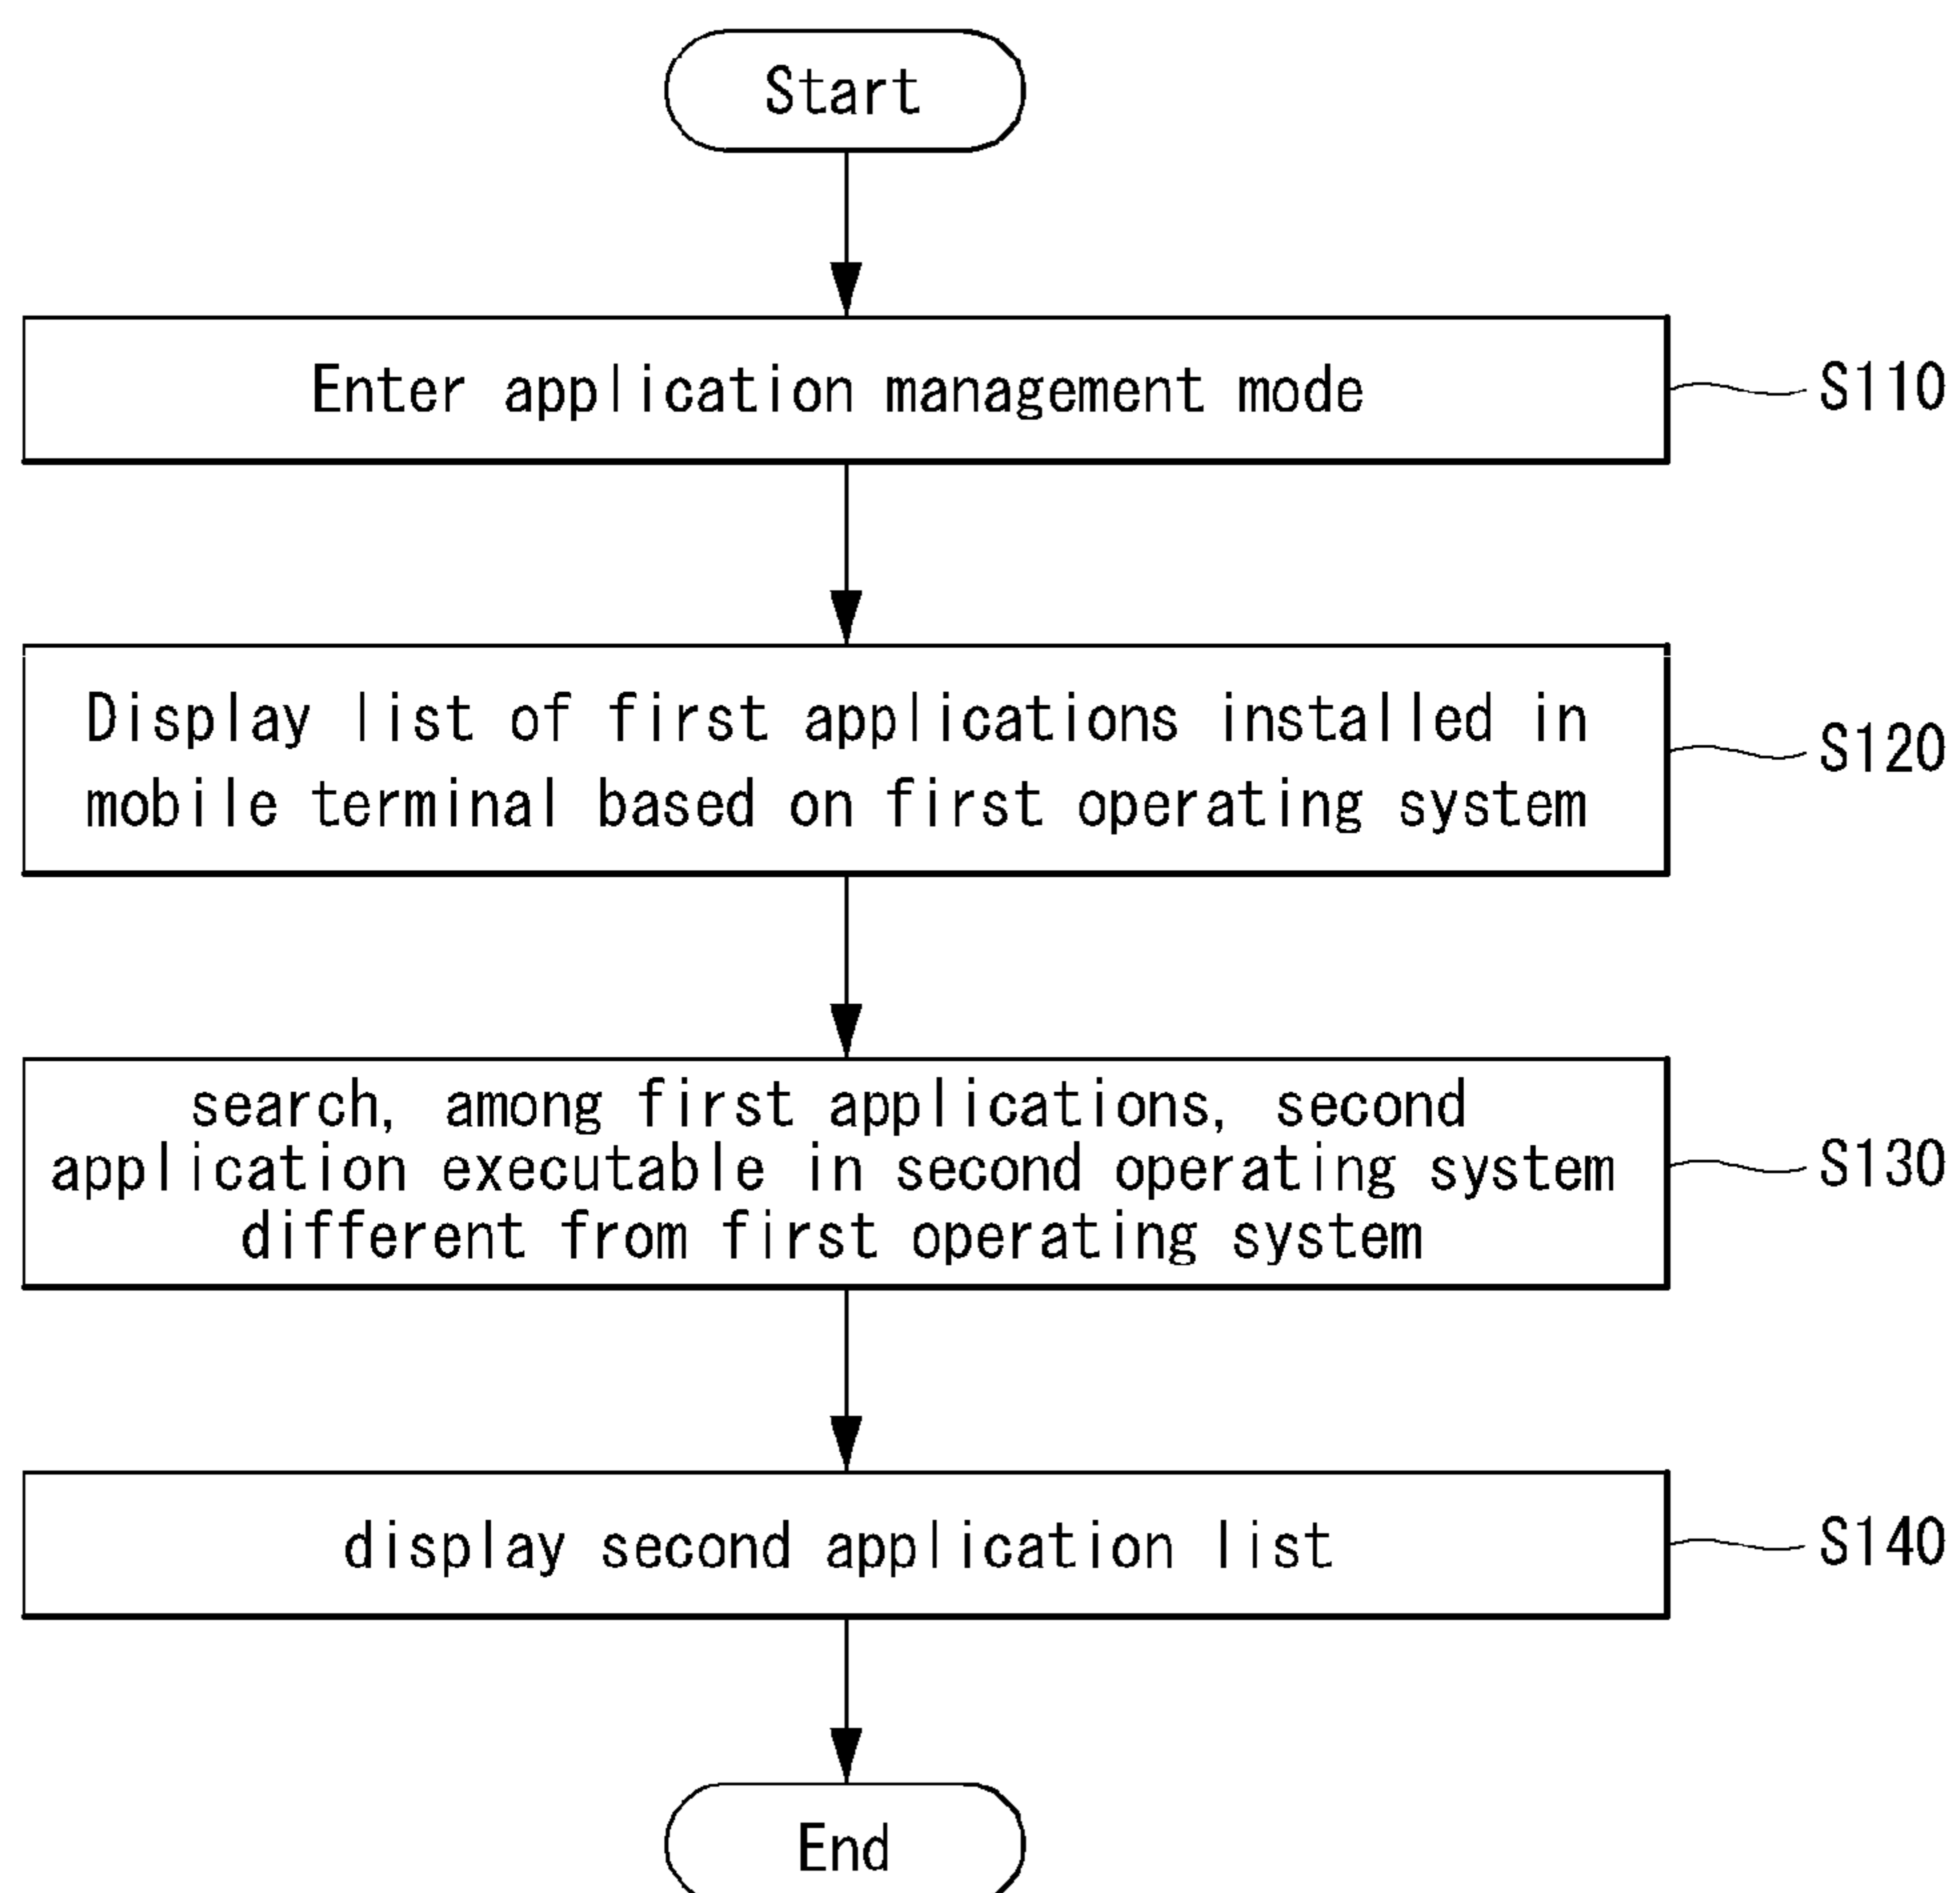 Start
Enter application management mode
S110
Display list of first applications installed in
mobile terminal based on first operating system
S120
search, among first applications, second
application executable in second operating system
different from first operating system
S130
display second application list
S140
End